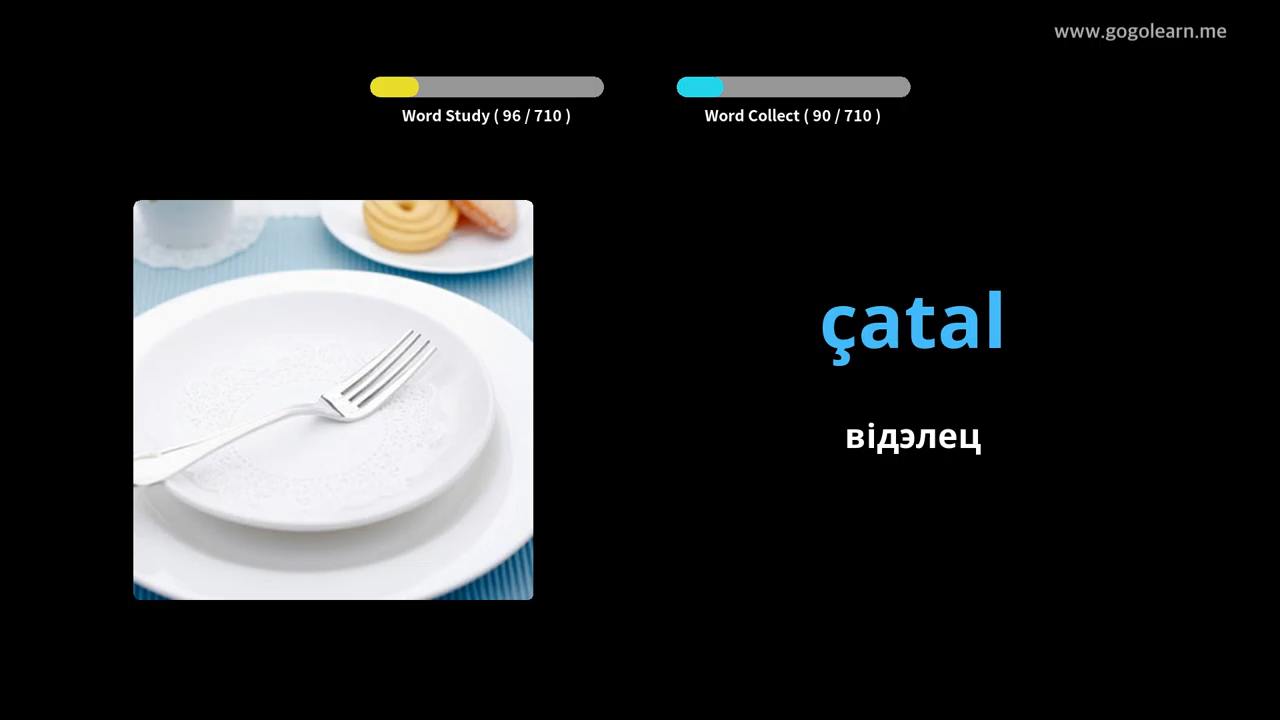 www.gogolearn.me
Word Study ( 96 / 710 )
Word Collect ( 90 / 710 )
çatal
відэлец